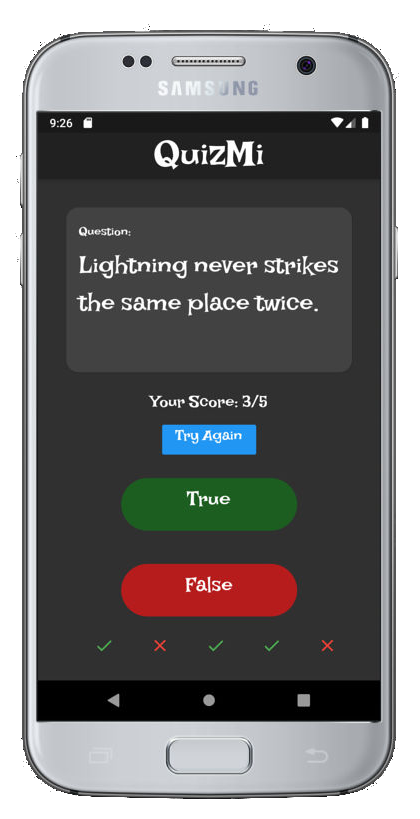 SAMSUNG
9:26
QuizMi
Question:
Lightning never strikes
the same place twice.
Your Score: 3/5
Try Again
True
False